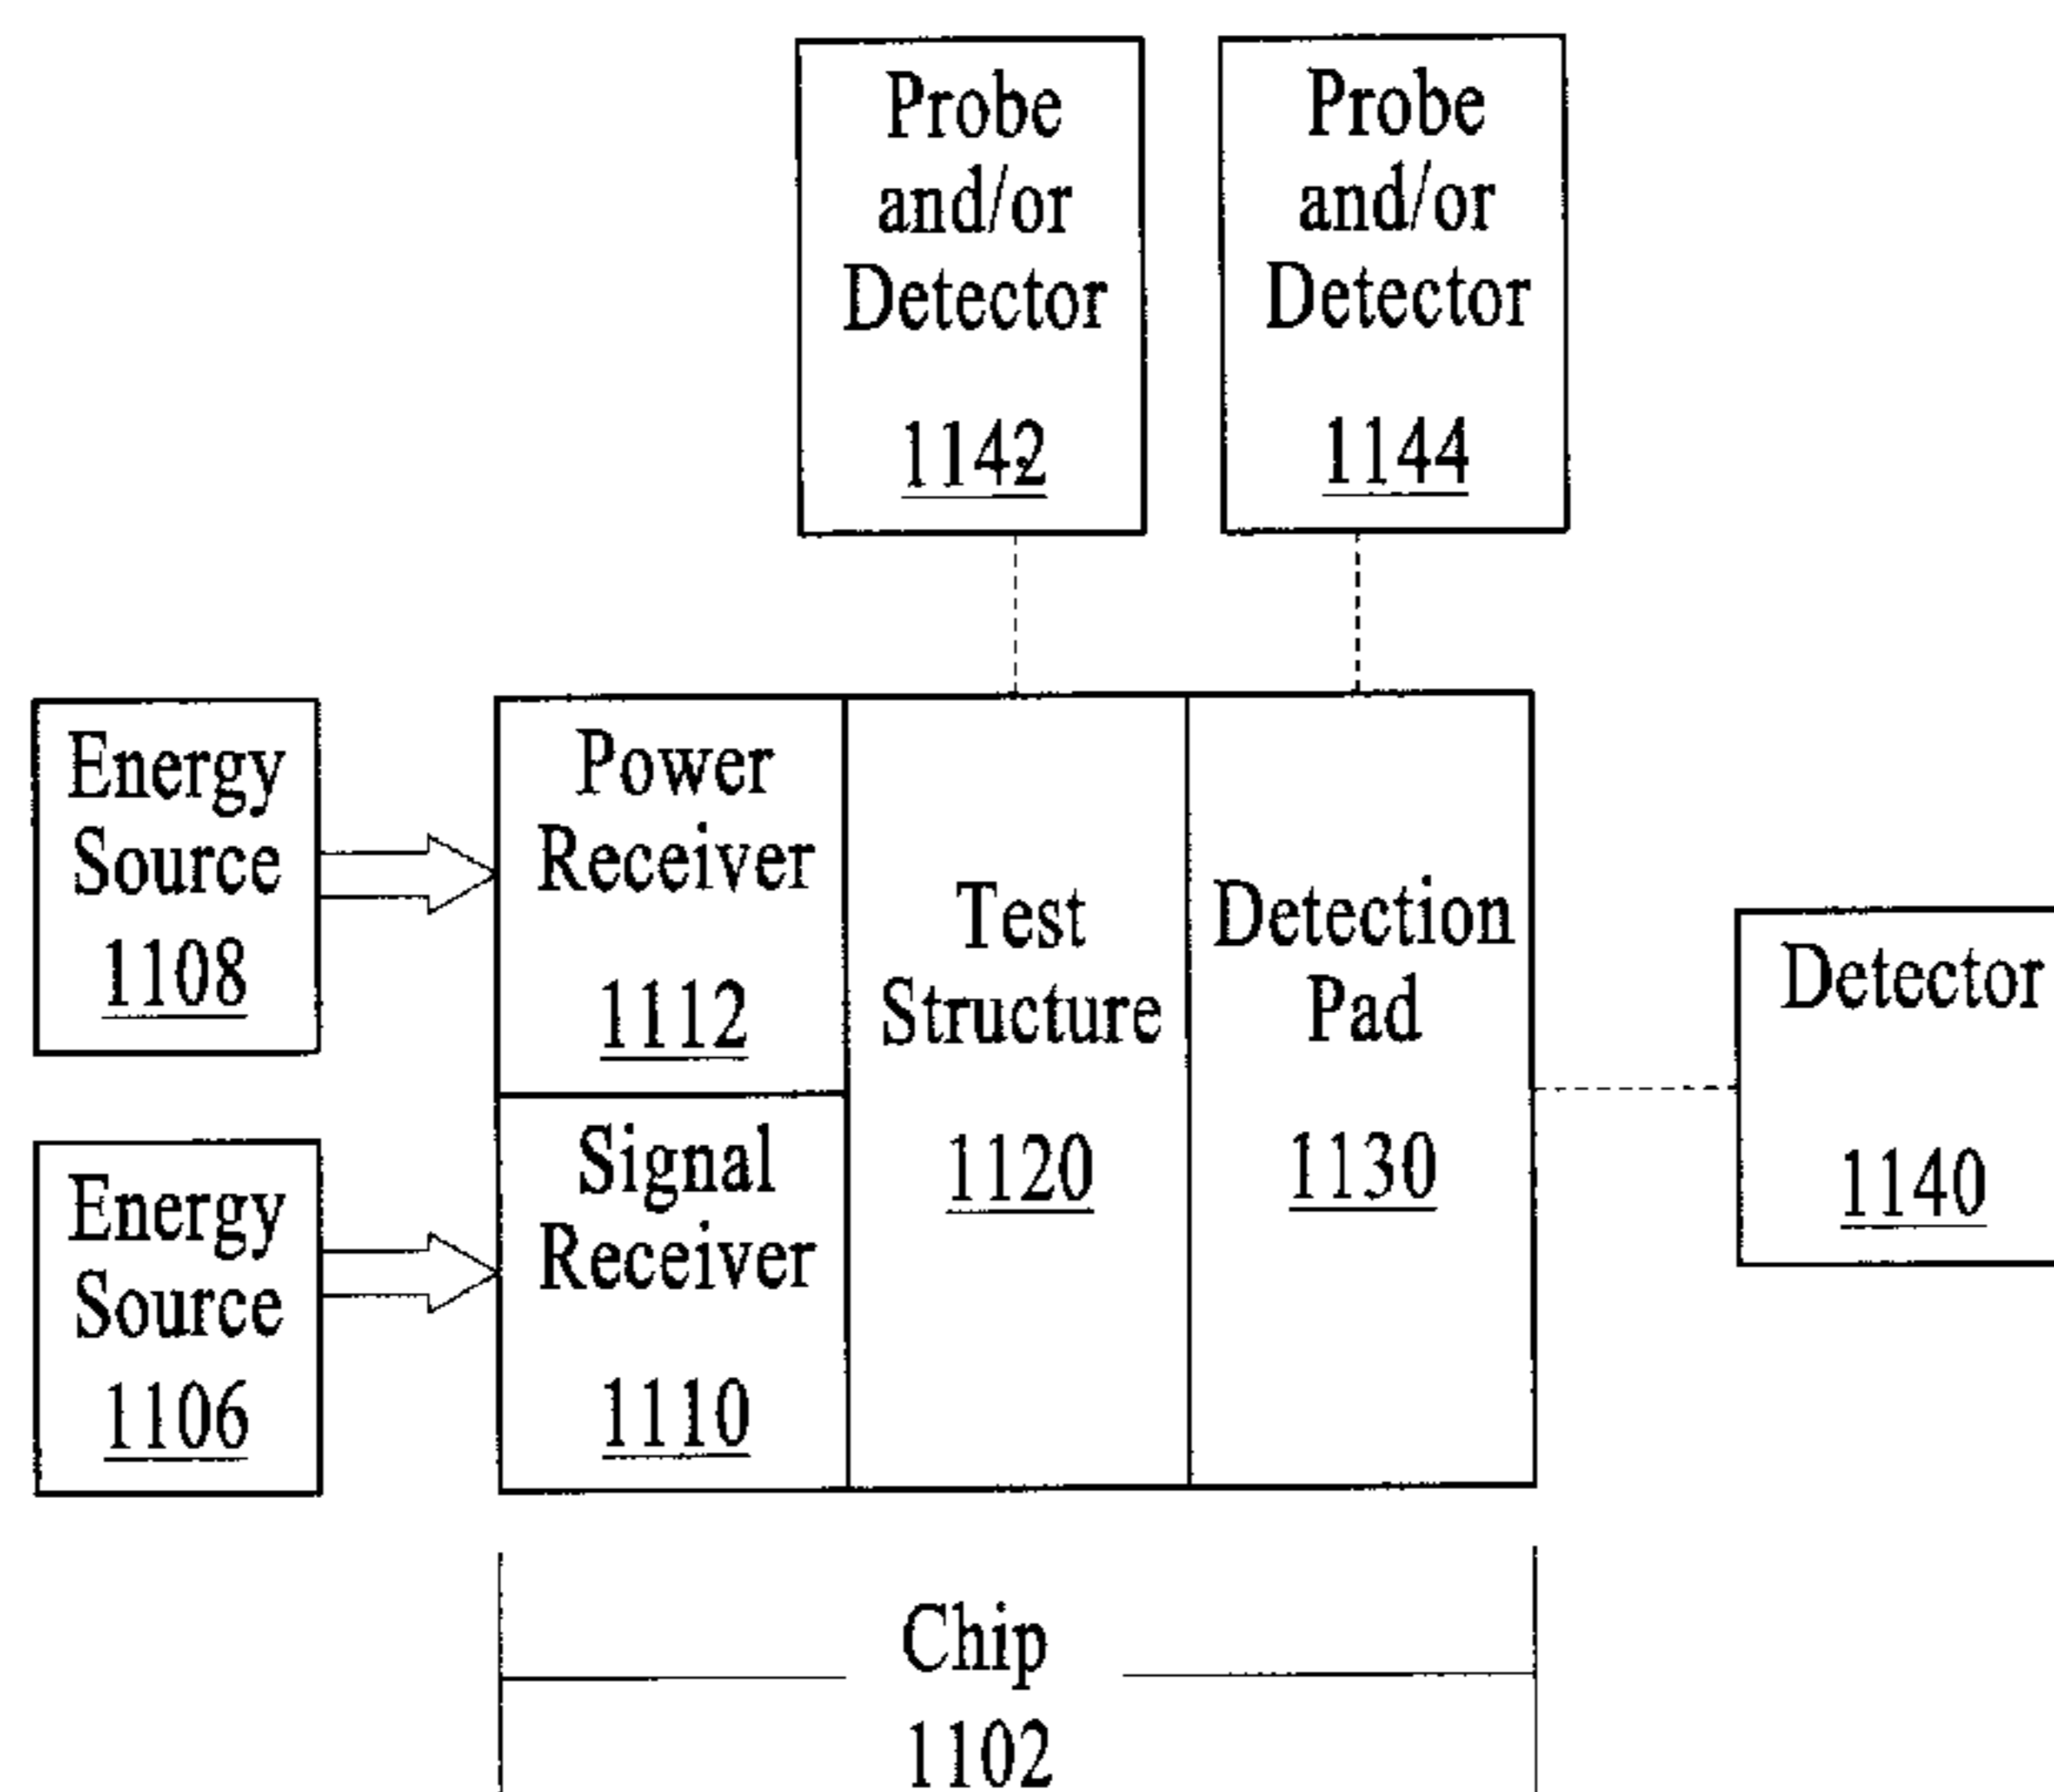 Probe
and/or
Detector
1142
Probe
and/or
Detector
1144
Energy
Source
1108
Power
Receiver
1112
Test
Structure
1120
Detection
Pad
1130
Detector
1140
Energy
Source
1106
Signal
Receiver
1110
Chip
1102